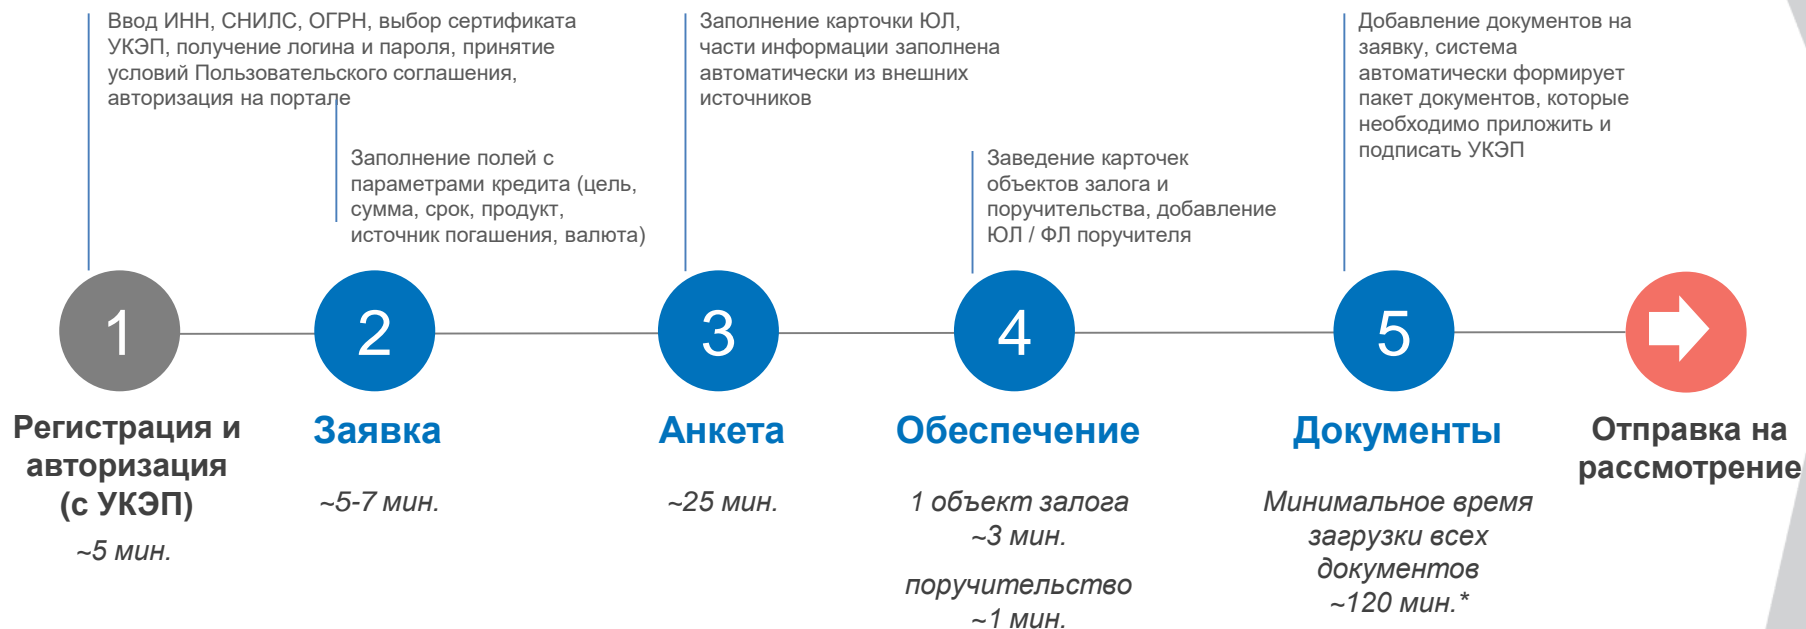 Ввод ИНН, СНИЛС, ОГРН, выбор сертификата
УКЭП, получение логина и пароля, принятие
условий Пользовательского соглашения,
авторизация на портале
Заполнение полей с
параметрами кредита (цель,
сумма, срок, продукт,
источник погашения, валюта)
Заполнение карточки ЮЛ,
части информации заполнена
автоматически из внешних
источников
Заведение карточек
объектов залога и
поручительства, добавление
ЮЛ / ФЛ поручителя
Добавление документов на
заявку, система
автоматически формирует
пакет документов, которые
необходимо приложить и
подписать УКЭП
1
2
3
4
5
Регистрация и
авторизация
(с УКЭП)
~5 мин.
Заявка
~5-7 мин.
Анкета
~25 мин.
Обеспечение
1 объект залога
~3 мин.
поручительство
~1 мин.
Документы
Минимальное время
загрузки всех
документов
~120 мин.*
Отправка на
рассмотрение